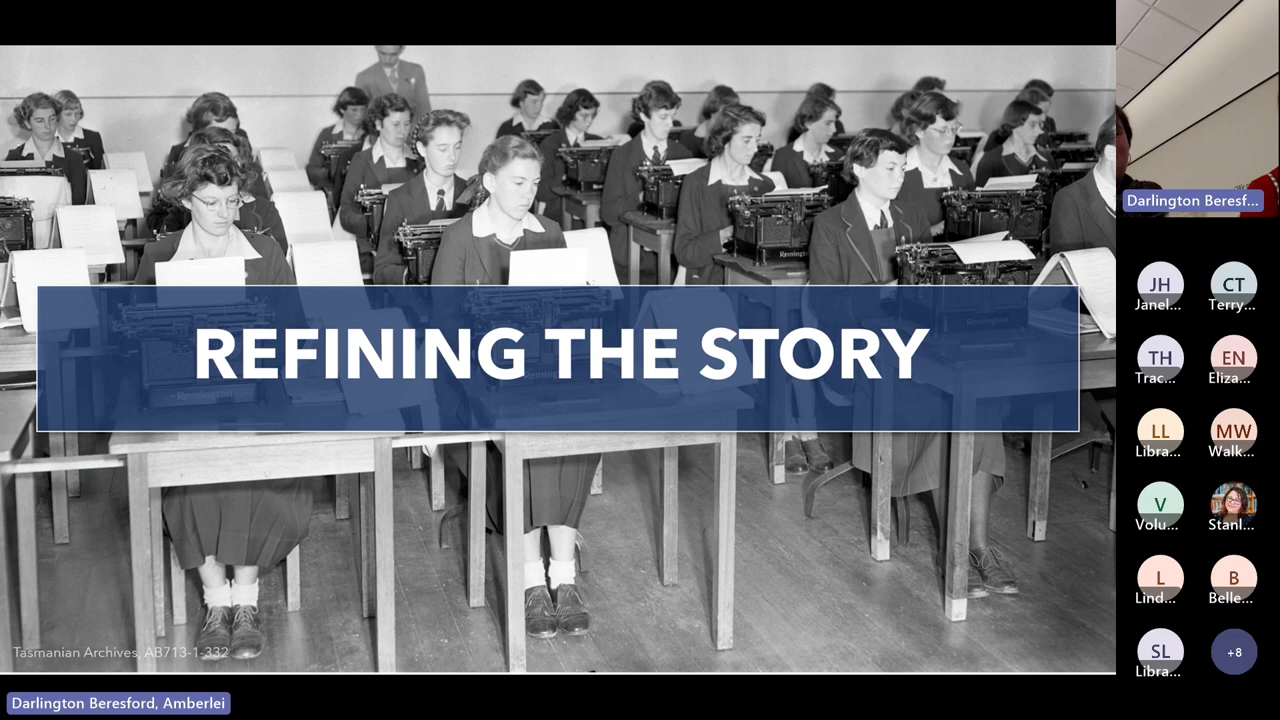 REFINING THE STORY
Remington
Tasmanian Archives, AB713-1-332
Darlington Beresford, Amberlei
Darlington Beresf...
JH
Janel...
CT
Terry...
TH
Trac...
EN
Eliza...
LL
Libra...
MW
Walk...
V
Volu...
Stanl...
L
Lind...
B
Belle...
SL
Libra...
+8